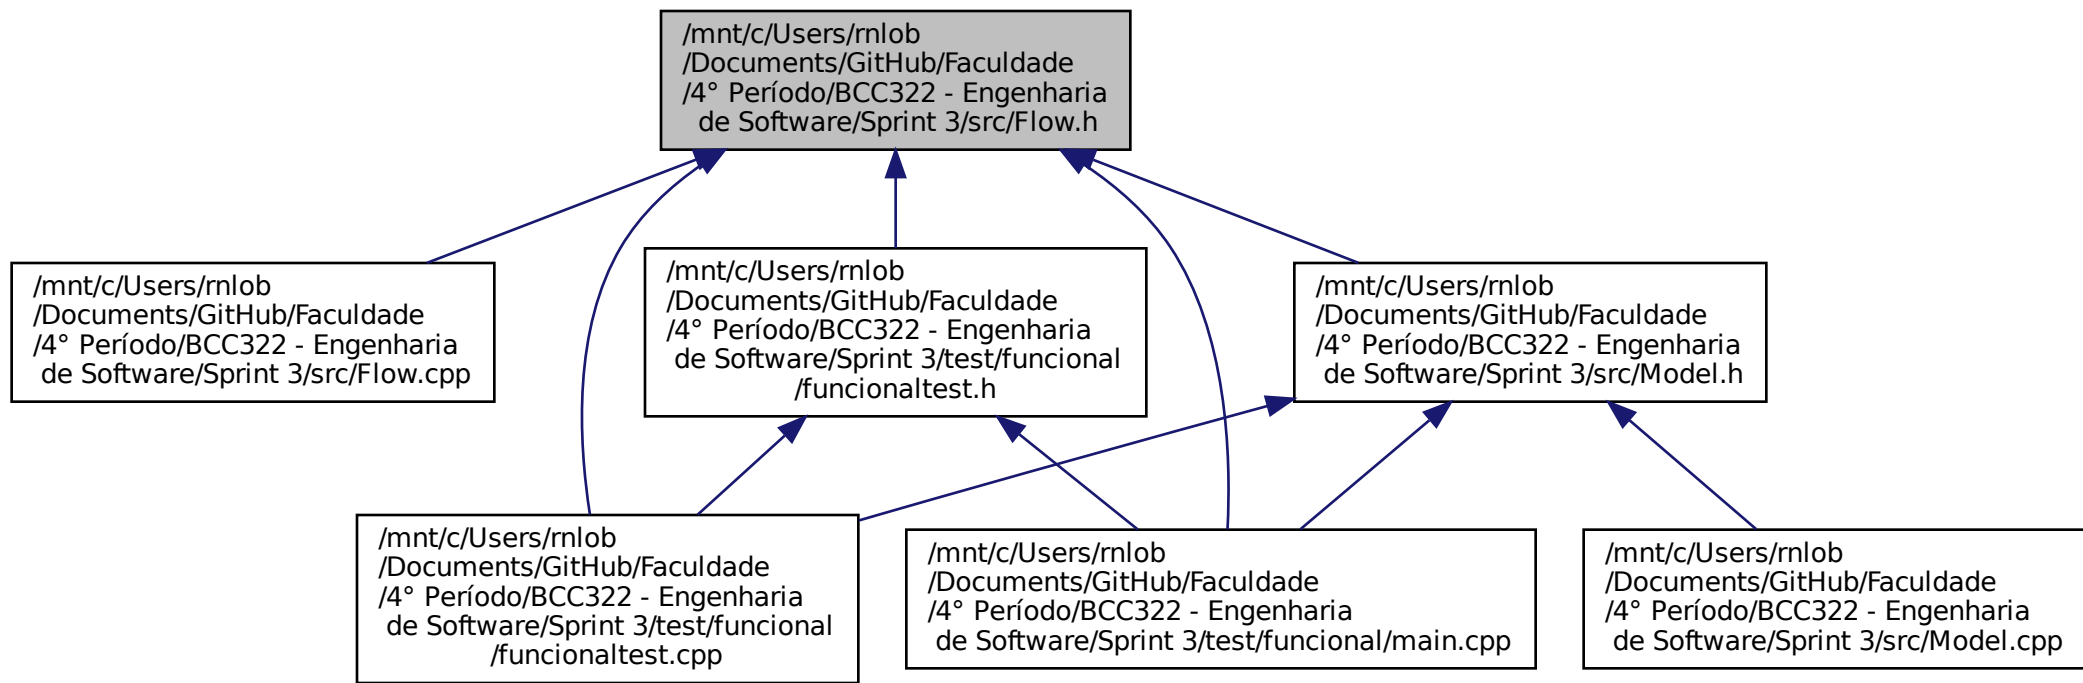 /mnt/c/Users/rnlob
/Documents/GitHub/Faculdade
/4° Período/BCC322 - Engenharia
de Software/Sprint 3/src/Flow.h
/mnt/c/Users/rnlob
/Documents/GitHub/Faculdade
/4° Período/BCC322 - Engenharia
de Software/Sprint 3/src/Flow.cpp
/mnt/c/Users/rnlob
/Documents/GitHub/Faculdade
/4° Período/BCC322 - Engenharia
de Software/Sprint 3/test/funcional
/funcionaltest.h
/mnt/c/Users/rnlob
/Documents/GitHub/Faculdade
/4° Período/BCC322 - Engenharia
de Software/Sprint 3/src/Model.h
/mnt/c/Users/rnlob
/Documents/GitHub/Faculdade
/4° Período/BCC322 - Engenharia
de Software/Sprint 3/test/funcional
/funcionaltest.cpp
/mnt/c/Users/rnlob
/Documents/GitHub/Faculdade
/4° Período/BCC322 - Engenharia
de Software/Sprint 3/test/funcional/main.cpp
/mnt/c/Users/rnlob
/Documents/GitHub/Faculdade
/4° Período/BCC322 - Engenharia
de Software/Sprint 3/src/Model.cpp